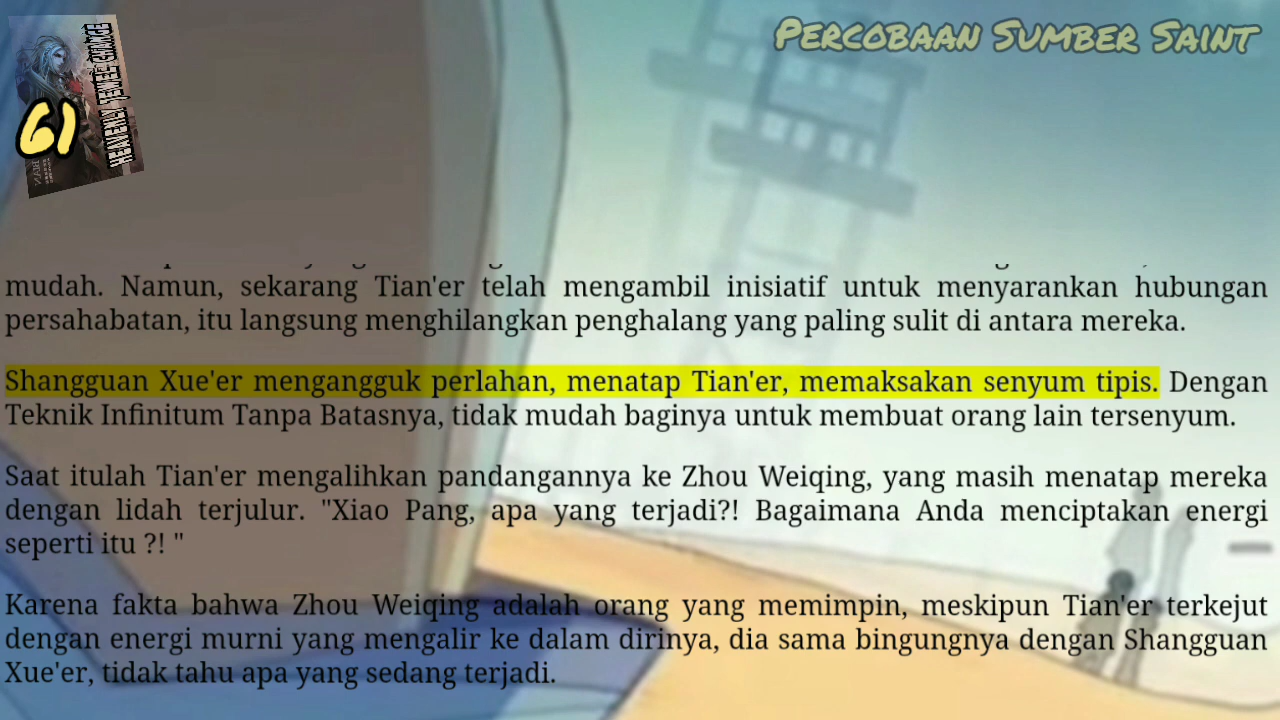 PERCOBAAN SUMBER SAINT
HEAVENLY JEWEL CHANGE
61
mudah. Namun, sekarang Tian'er telah mengambil inisiatif untuk menyarankan hubungan
persahabatan, itu langsung menghilangkan penghalang yang paling sulit di antara mereka.
Shangguan Xue'er mengangguk perlahan, menatap Tian'er, memaksakan senyum tipis. Dengan
Teknik Infinitum Tanpa Batasnya, tidak mudah baginya untuk membuat orang lain tersenyum.
Saat itulah Tian'er mengalihkan pandangannya ke Zhou Weiqing, yang masih menatap mereka
dengan lidah terjulur. "Xiao Pang, apa yang terjadi?! Bagaimana Anda menciptakan energi
seperti itu ?! "
Karena fakta bahwa Zhou Weiqing adalah orang yang memimpin, meskipun Tian'er terkejut
dengan energi murni yang mengalir ke dalam dirinya, dia sama bingungnya dengan Shangguan
Xue'er, tidak tahu apa yang sedang terjadi.